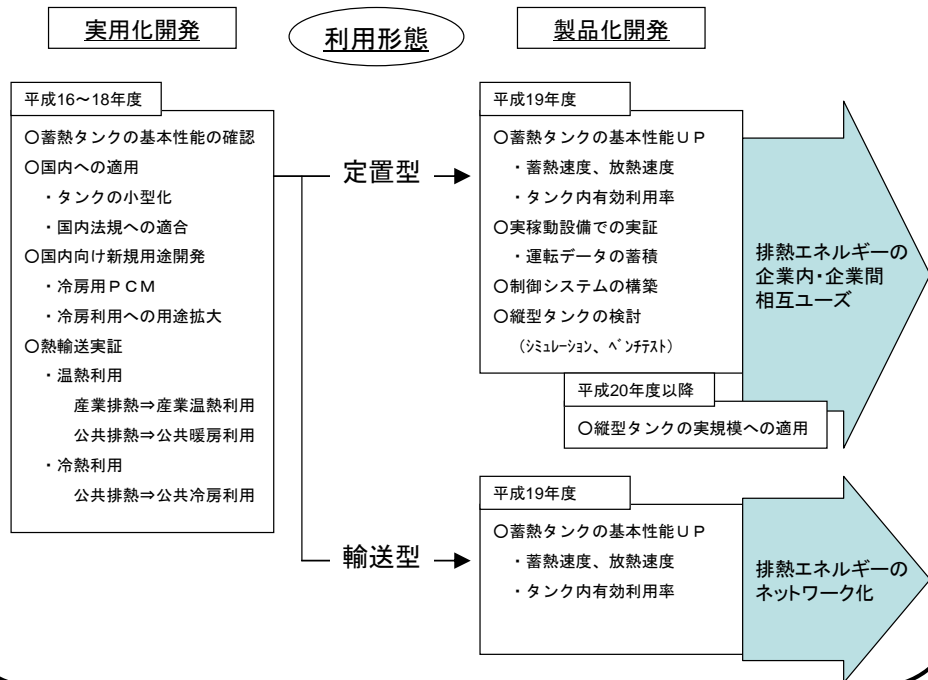 実用化開発
利用形態
製品化開発
平成16～18年度
○蓄熱タンクの基本性能の確認
○国内への適用
・タンクの小型化
・国内法規への適合
○国内向け新規用途開発
・冷房用ＰＣＭ
・冷房利用への用途拡大
○熱輸送実証
・温熱利用
産業排熱⇒産業温熱利用
公共排熱⇒公共暖房利用
・冷熱利用
公共排熱⇒公共冷房利用
定置型
平成19年度
○蓄熱タンクの基本性能ＵＰ
・蓄熱速度、放熱速度
・タンク内有効利用率
○実稼動設備での実証
・運転データの蓄積
○制御システムの構築
○縦型タンクの検討
（ｼﾐｭﾚｰｼｮﾝ、ﾍﾞﾝﾁﾃｽﾄ）
平成20年度以降
○縦型タンクの実規模への適用
排熱エネルギーの
企業内・企業間
相互ユーズ
輸送型
平成19年度
○蓄熱タンクの基本性能ＵＰ
・蓄熱速度、放熱速度
・タンク内有効利用率
排熱エネルギーの
ネットワーク化